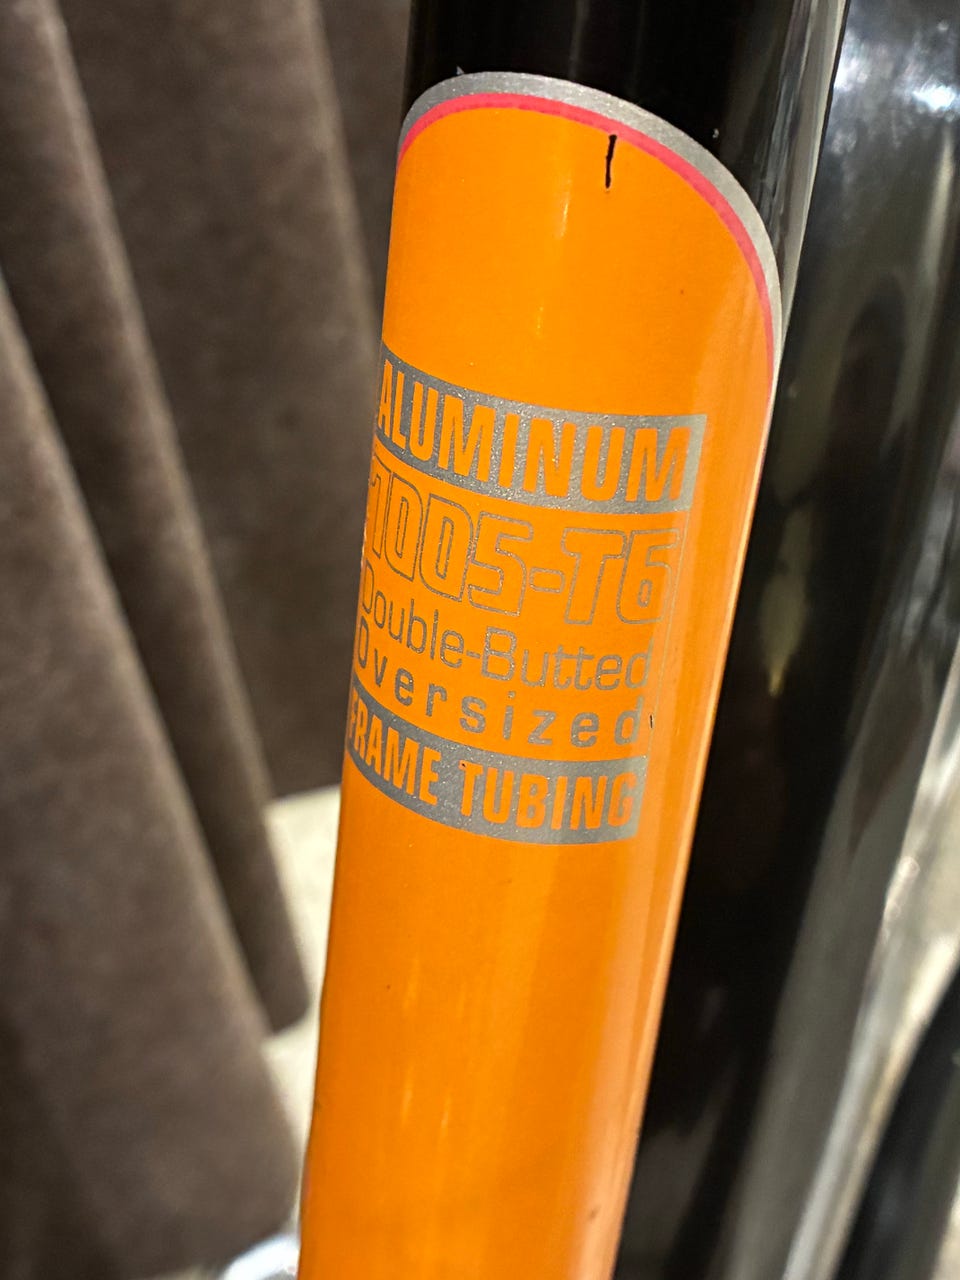 ALUMINUM
7005-T6
Double-Butted
Oversized
FRAME TUBING